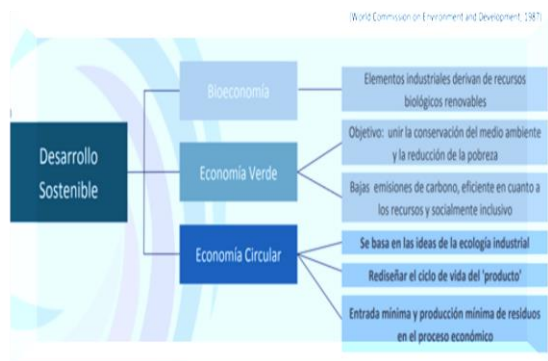 (World Commission on Environment and Development, 1987)
Desarrollo
Sostenible
Bioeconomía
Elementos industriales derivan de recursos
biológicos renovables
Economía Verde
Objetivo: unir la conservación del medio ambiente
y la reducción de la pobreza
Bajas emisiones de carbono, eficiente en cuanto a
los recursos y socialmente inclusivo
Economía Circular
Se basa en las ideas de la ecología industrial
Rediseñar el ciclo de vida del 'producto'
Entrada mínima y producción mínima de residuos
en el proceso económico